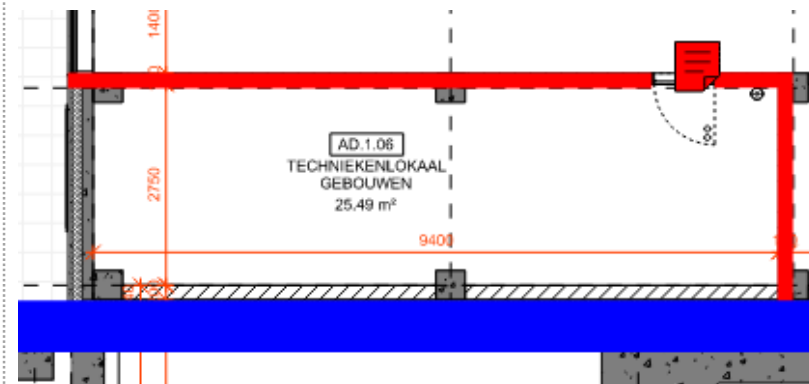 1400
AD.1.06
TECHNIEKENLOKAAL
GEBOUWEN
25.49 m²
2750
9400